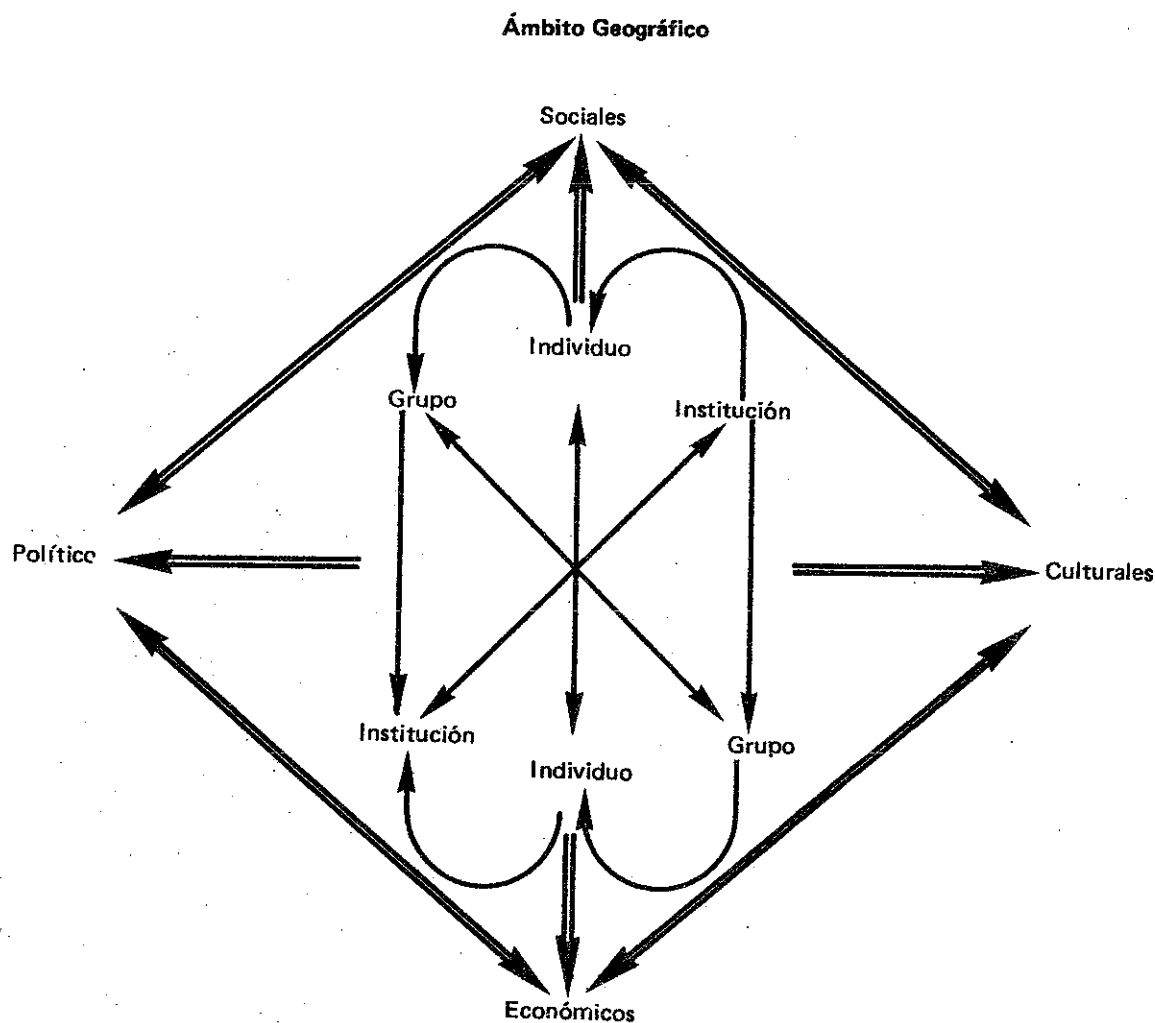 Ámbito Geográfico
Sociales
Individuo
Grupo
Institución
Político
Culturales
Institución
Grupo
Individuo
Económicos